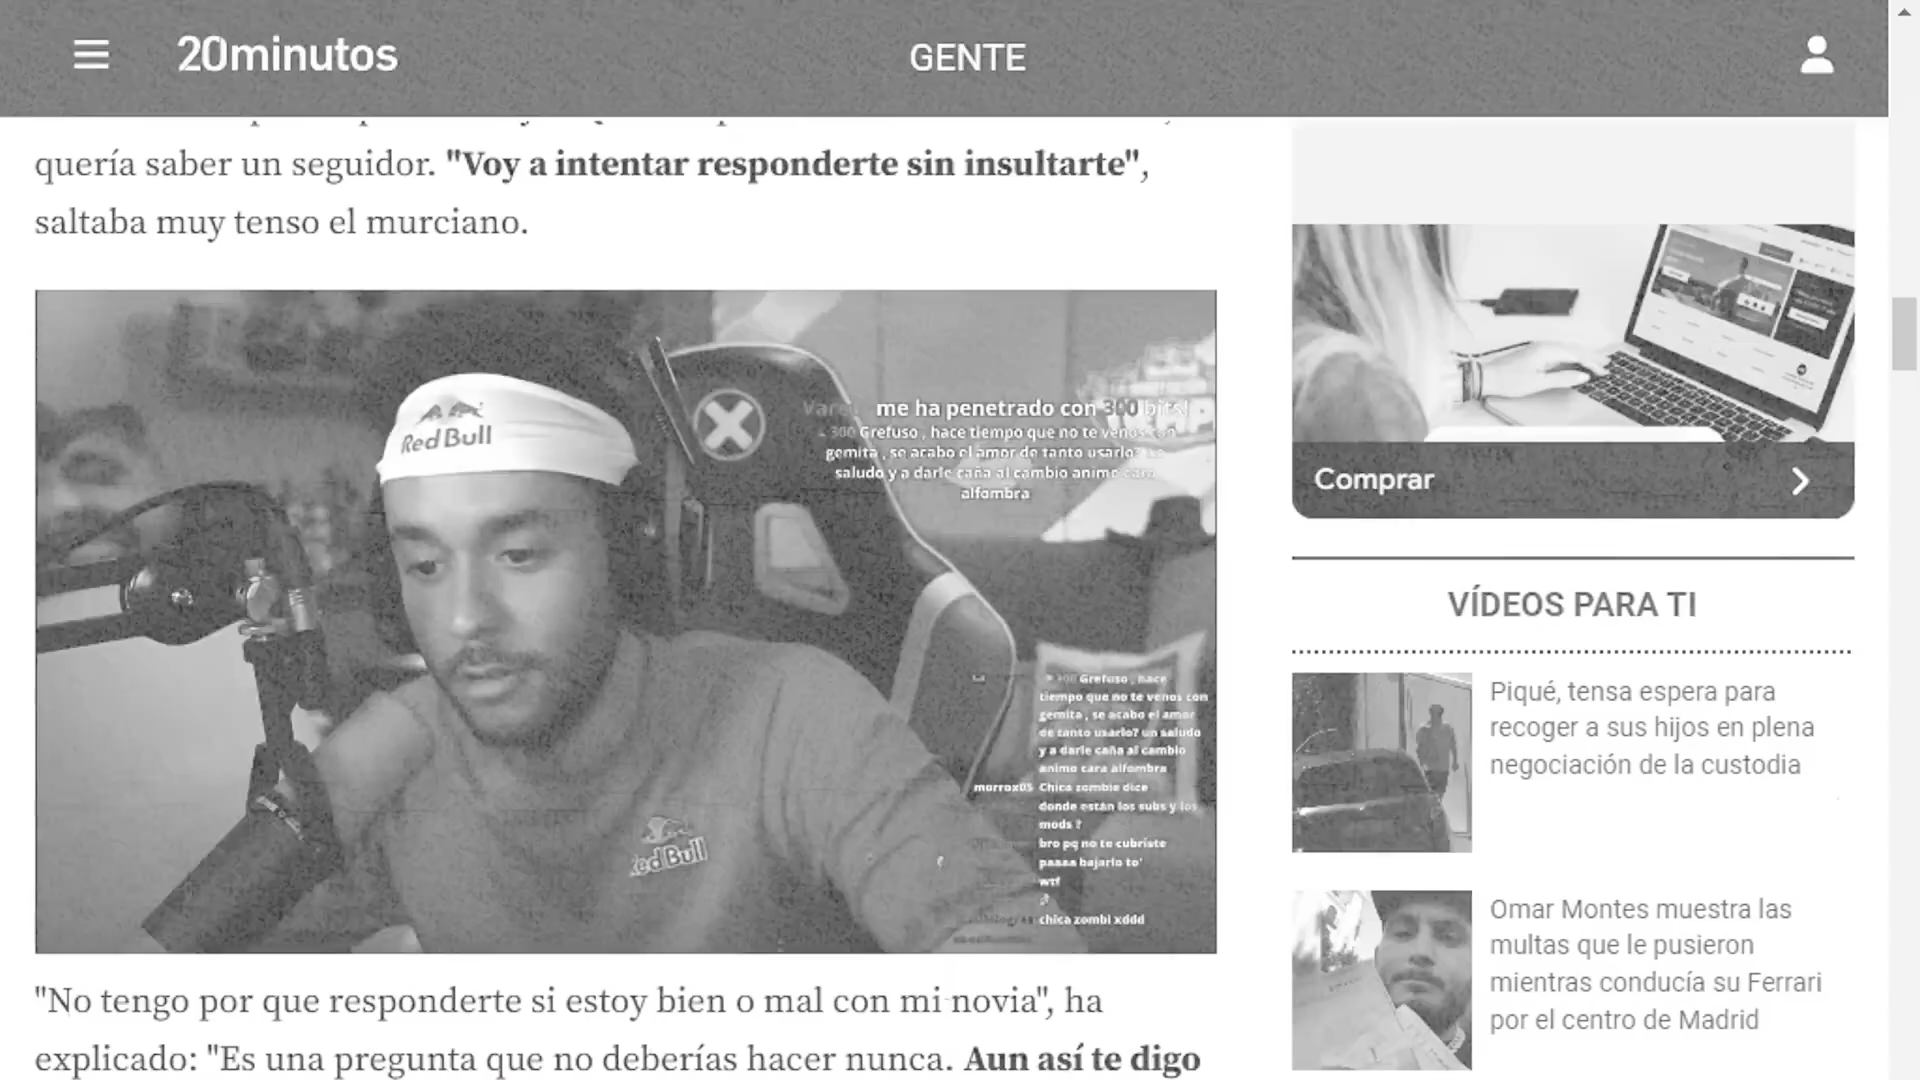 20minutos
GENTE
quería saber un seguidor. "Voy a intentar responderte sin insultarte",
saltaba muy tenso el murciano.
Red Bull
me ha penetrado con 300 bits!
300 Grefuso , hace tiempo que no te venos con
gemita , se acabo el amor de tanto usarlo?
saludo y a darle caña al cambio animo cara
alfombra
300 Grefuso , hace
tiempo que no te venos con
gemita , se acabo el amor
de tanto usarlo? un saludo
y a darle caña al cambio
animo cara alfombra
morrox05 Chica zombie dice
donde están los subs y los
mods ?
bro pq no te cubriste
paaaa bajarlo to'
wtf
chica zombi xddd
Red Bull
"No tengo por que responderte si estoy bien o mal con mi novia", ha
explicado: "Es una pregunta que no deberías hacer nunca. Aun así te digo
Comprar
VÍDEOS PARA TI
Piqué, tensa espera para
recoger a sus hijos en plena
negociación de la custodia
Omar Montes muestra las
multas que le pusieron
mientras conducía su Ferrari
por el centro de Madrid